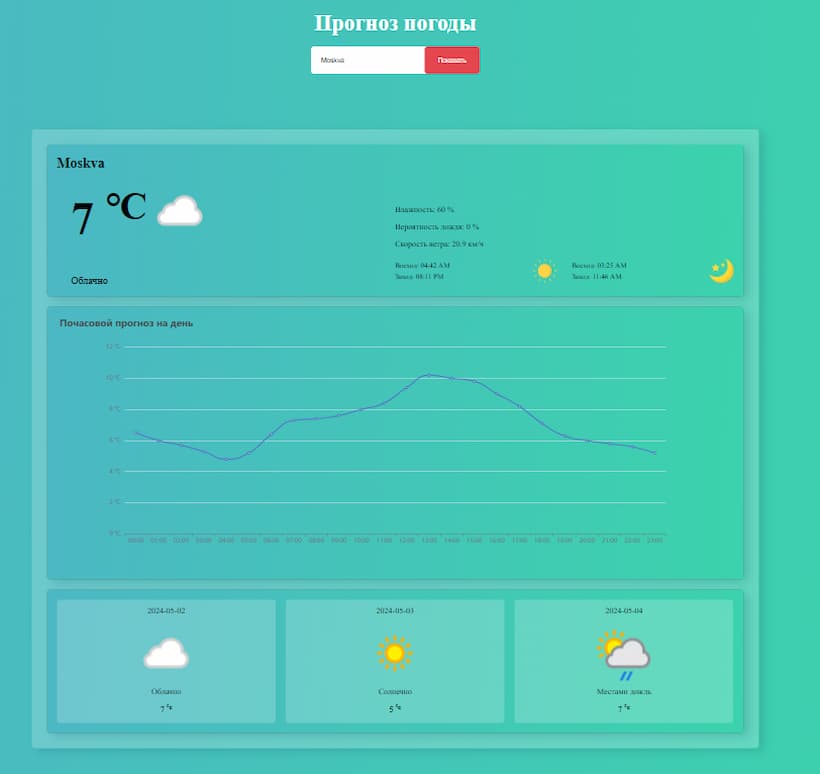 Прогноз погоды
Moskva
Показать
Moskva
7 °C
Влажность: 60 %
Вероятность дождя: 0 %
Скорость ветра: 20.9 км/ч
Восход: 04:42 AM
Заход: 08:11 PM
Восход: 03:25 AM
Заход: 11:46 AM
Облачно
Почасовой прогноз на день
12 °C
10 °C
8 °C
6 °C
4 °C
2 °C
0 °C
00:00 01:00 02:00 03:00 04:00 05:00 06:00 07:00 08:00 09:00 10:00 11:00 12:00 13:00 14:00 15:00 16:00 17:00 18:00 19:00 20:00 21:00 22:00 23:00
2024-05-02
Облачно
7 °C
2024-05-03
Солнечно
5 °C
2024-05-04
Местами дождь
7 °C